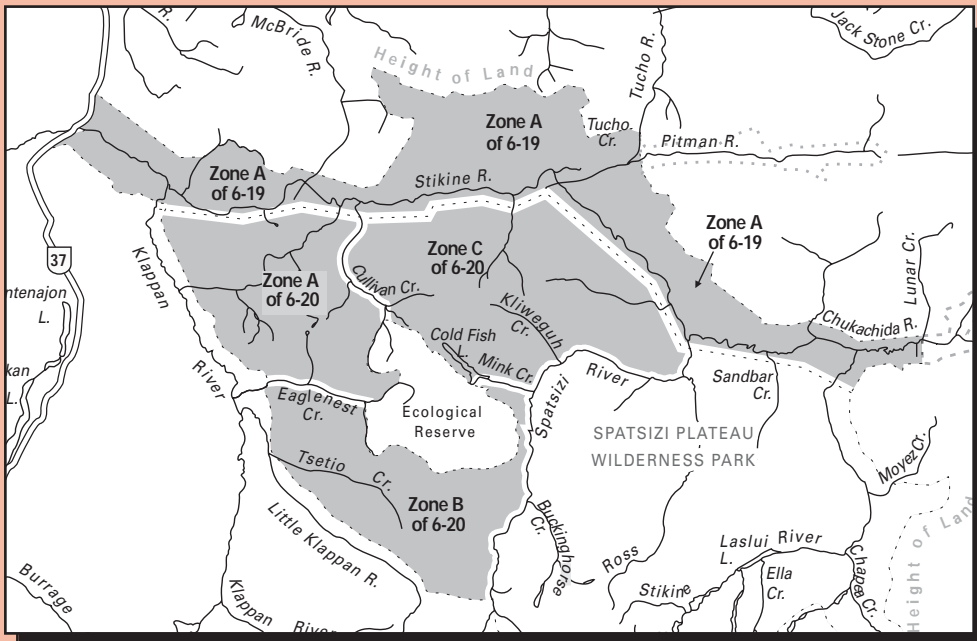 R.
McBride R.
Height of Land
Tucho R.
Jack Stone Cr.
Zone A
of 6-19
Tucho
Cr.
Pitman R.
Zone A
of 6-19
Stikine R.
Zone A
of 6-19
37
Klappan
River
Zone A
of 6-20
Zone C
of 6-20
Cullivan Cr.
Kliweguh
Cr.
Lunar Cr.
Chukachida R.
ntenajon
L.
kan
L.
Cold Fish
L.
Mink Cr.
Spatsizi
River
Sandbar
Cr.
Eaglenest
Cr.
Ecological
Reserve
SPATSIZI PLATEAU
WILDERNESS PARK
Tsetio Cr.
Zone B
of 6-20
Moyez Cr.
Little Klappan R.
Buckinghorse
Cr.
Ross
River
Laslui
L.
Stikine
Ella
Cr.
Chapea Cr.
Height of Land
Burrage
Klappan River